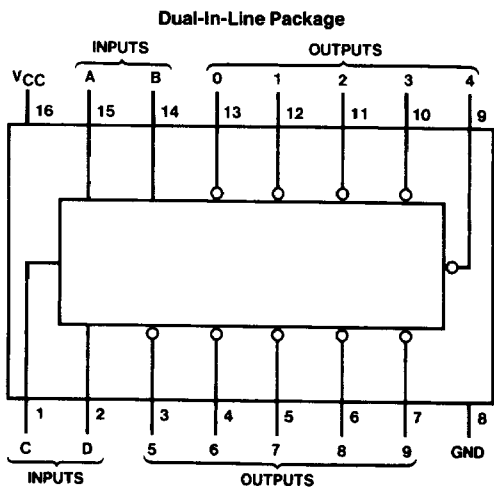 Dual-In-Line Package
INPUTS OUTPUTS
VCC A B 0 1 2 3 4
16 15 14 13 12 11 10 9
1 2 3 4 5 6 7 8
C D 5 6 7 8 9 GND
INPUTS OUTPUTS